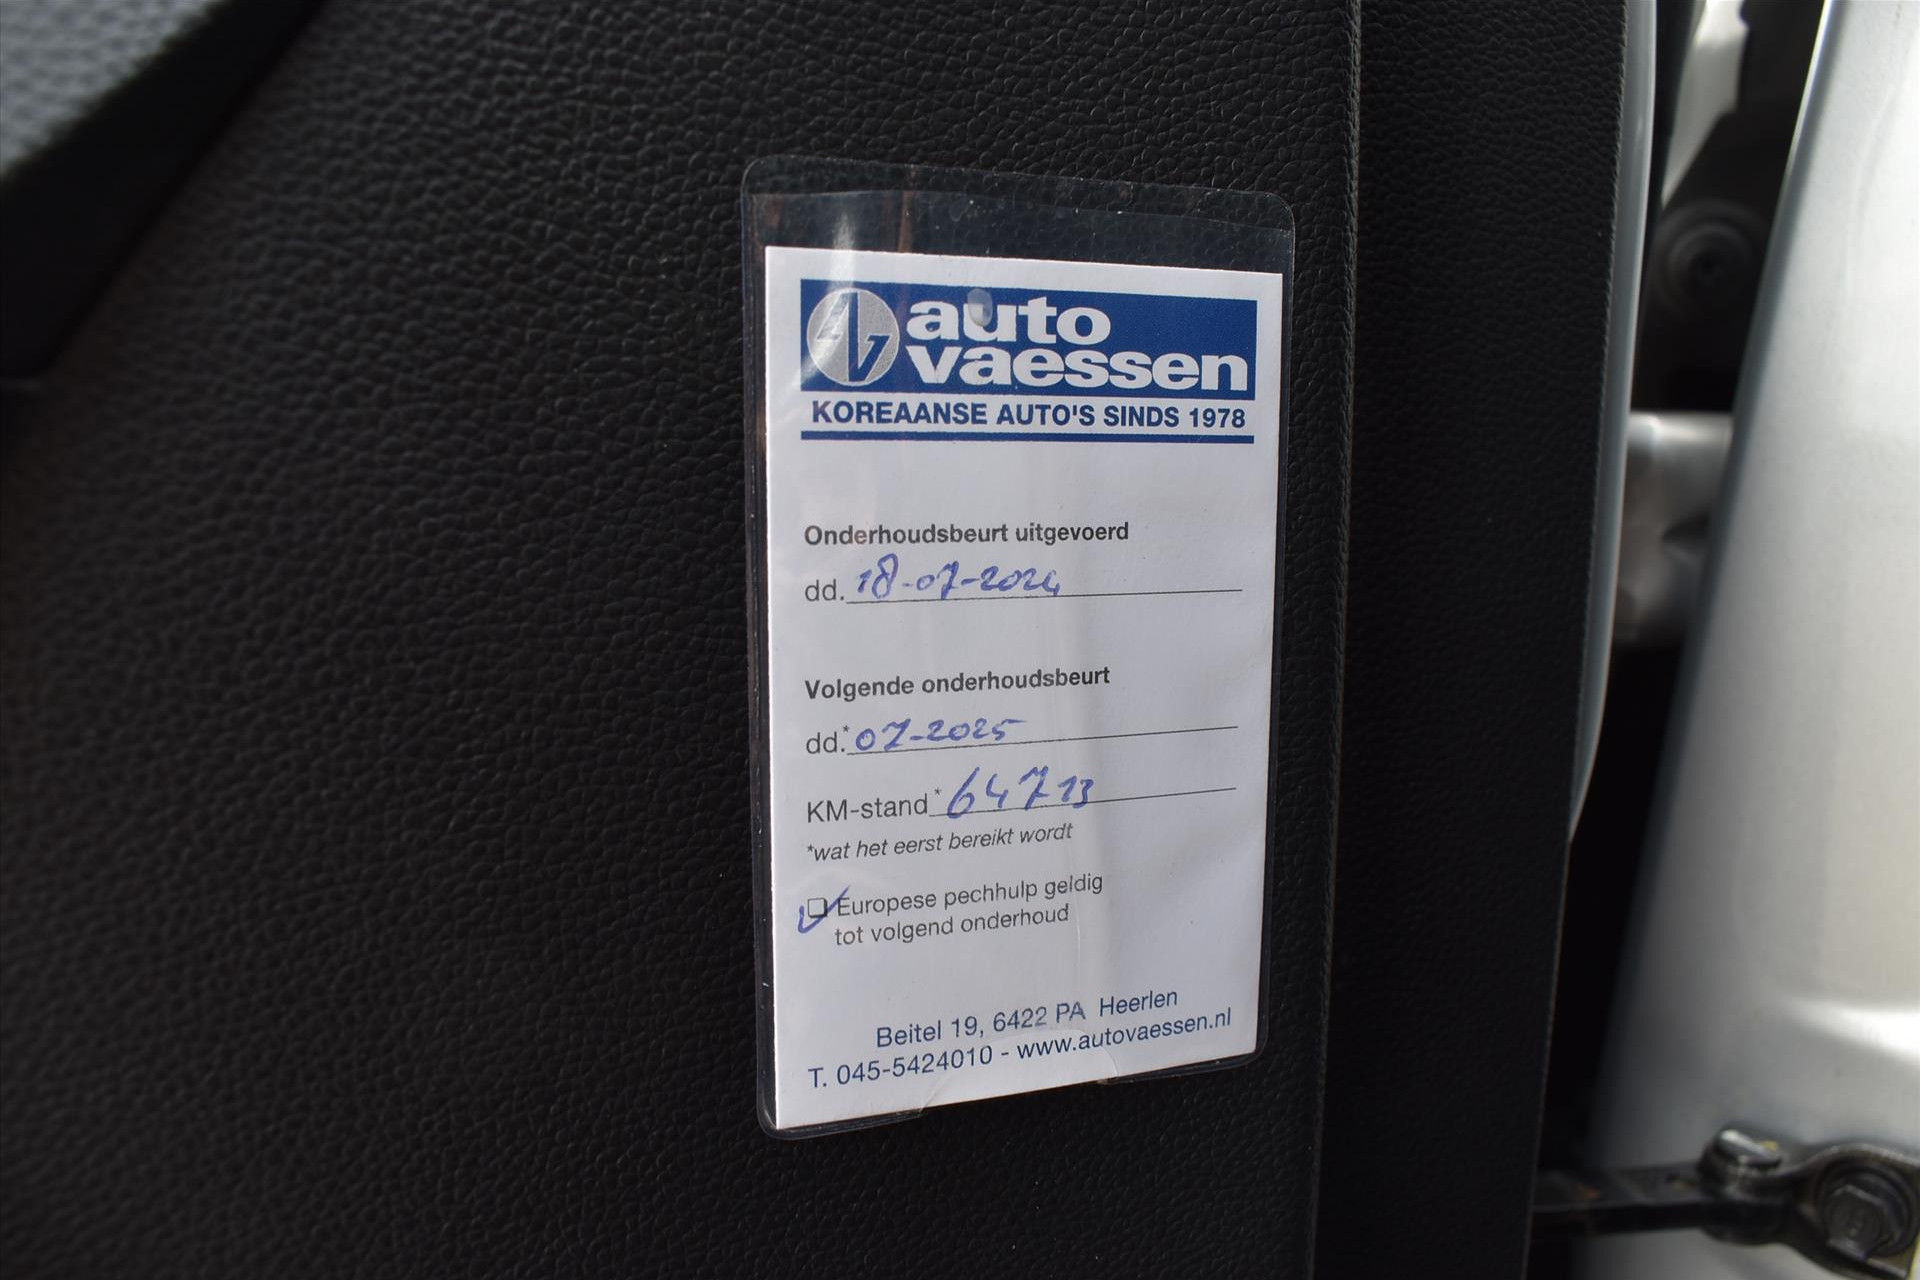 AV auto
vaessen
KOREAANSE AUTO'S SINDS 1978
Onderhoudsbeurt uitgevoerd
dd. 18-07-2024
Volgende onderhoudsbeurt
dd.* 07-2025
KM-stand* 64713
*wat het eerst bereikt wordt
❑ Europese pechhulp geldig
tot volgend onderhoud
Beitel 19, 6422 PA Heerlen
T. 045-5424010 - www.autovaessen.nl